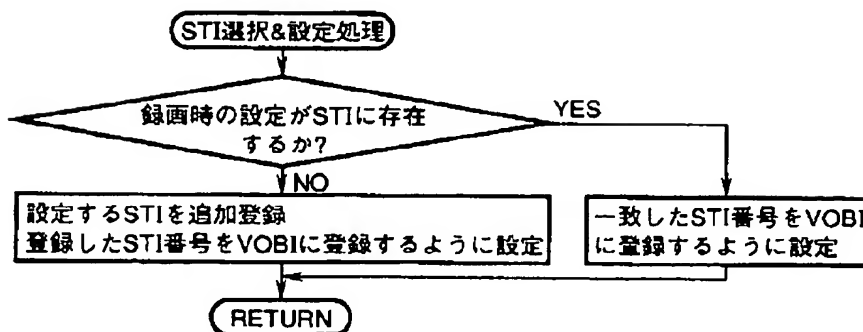 STI選択&設定処理
録画時の設定がSTIに存在
するか?
YES
NO
設定するSTIを追加登録
登録したSTI番号をVOBIに登録するように設定
一致したSTI番号をVOBI
に登録するように設定
RETURN